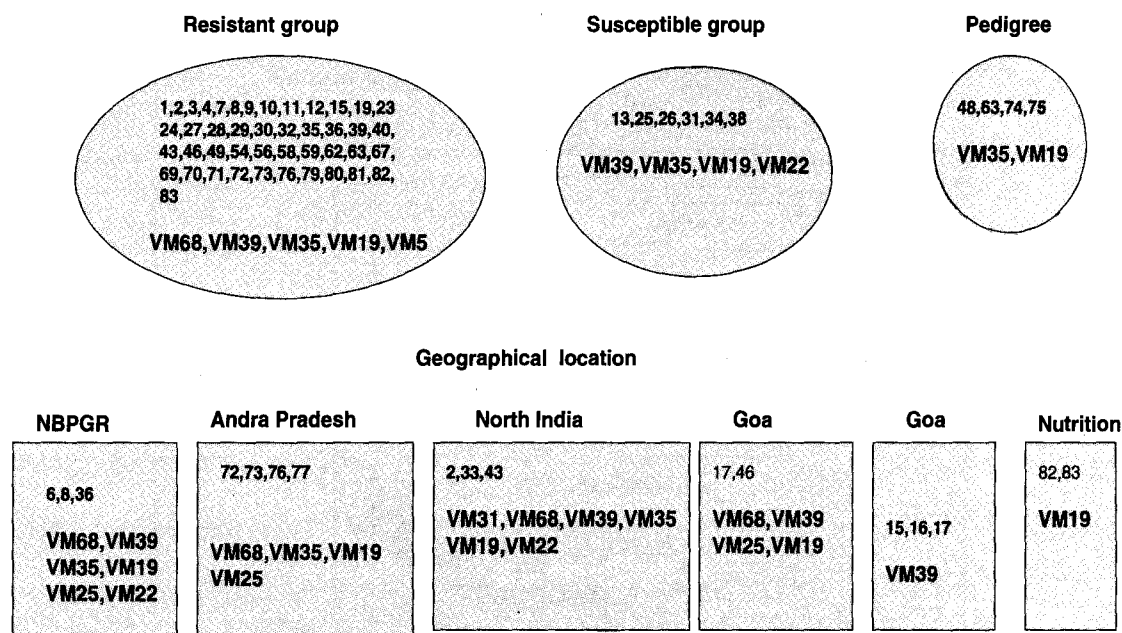 Resistant group
1,2,3,4,7,8,9,10,11,12,15,19,23
24,27,28,29,30,32,35,36,39,40,
43,46,49,54,56,58,59,62,63,67,
69,70,71,72,73,76,79,80,81,82,
83
VM68,VM39,VM35,VM19,VM5
Susceptible group
13,25,26,31,34,38
VM39,VM35,VM19,VM22
Pedigree
48,63,74,75
VM35,VM19
Geographical location
NBPGR
6,8,36
VM68,VM39
VM35,VM19
VM25,VM22
Andra Pradesh
72,73,76,77
VM68,VM35,VM19
VM25
North India
2,33,43
VM31,VM68,VM39,VM35
VM19,VM22
Goa
17,46
VM68,VM39
VM25,VM19
Goa
15,16,17
VM39
Nutrition
82,83
VM19